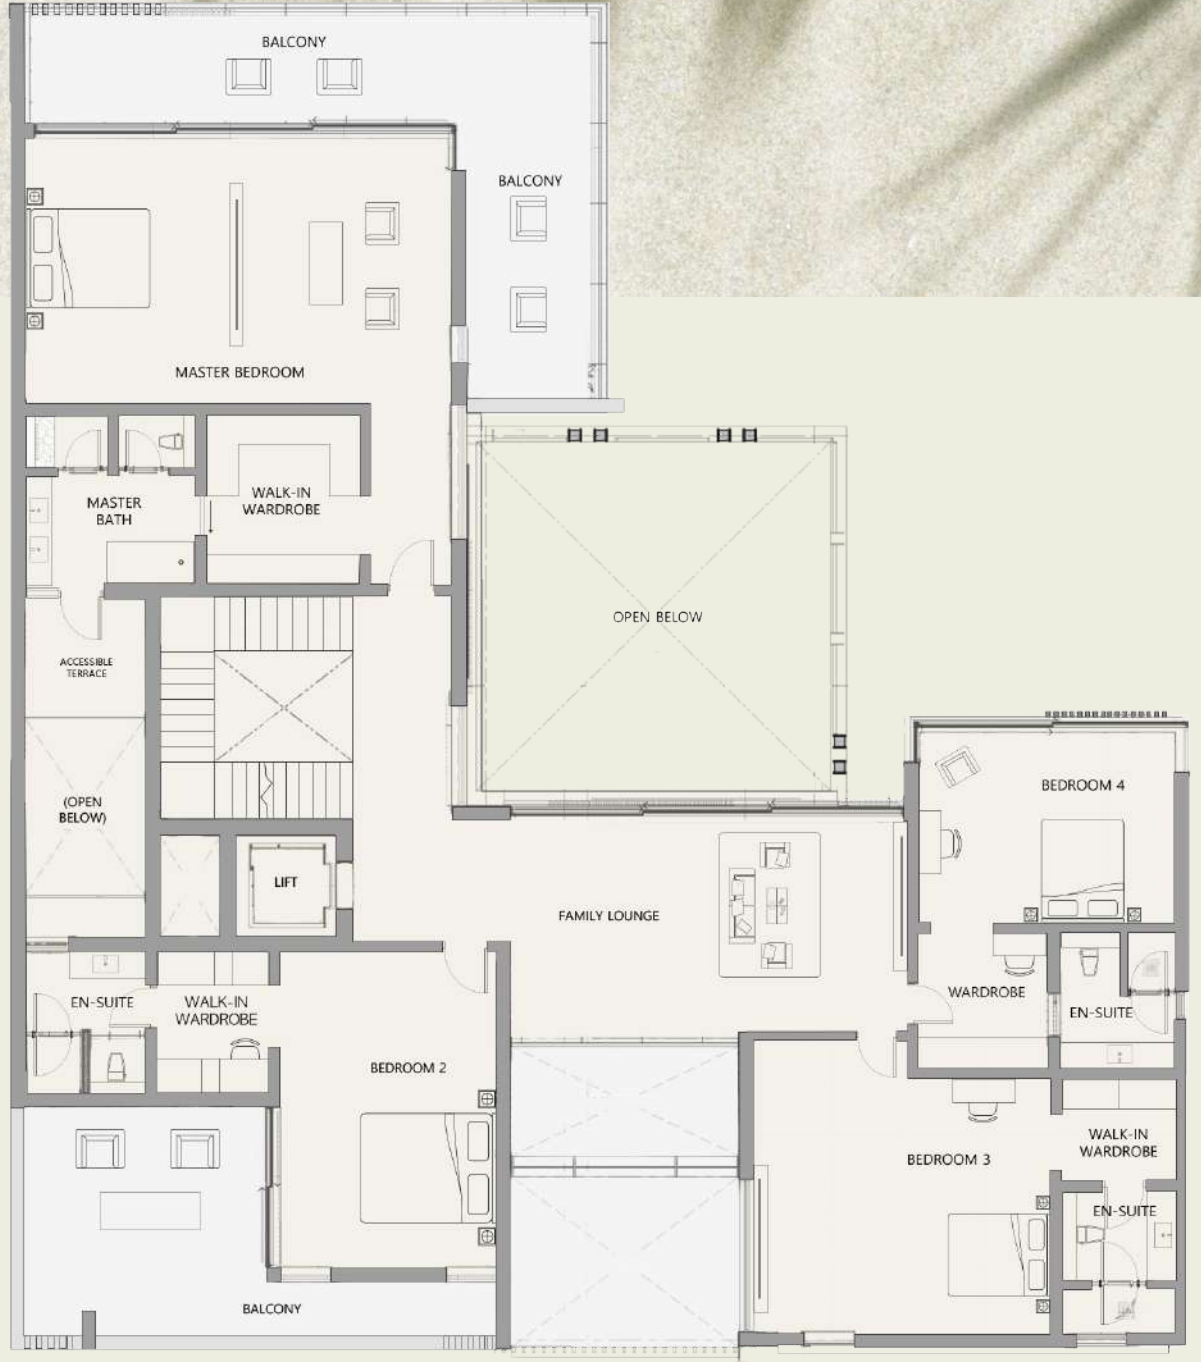 BALCONY
BALCONY
MASTER BEDROOM
MASTER
BATH
WALK-IN
WARDROBE
OPEN BELOW
ACCESSIBLE
TERRACE
(OPEN
BELOW)
LIFT
BEDROOM 4
FAMILY LOUNGE
WARDROBE
EN-SUITE
EN-SUITE
WALK-IN
WARDROBE
BEDROOM 2
BEDROOM 3
WALK-IN
WARDROBE
EN-SUITE
BALCONY